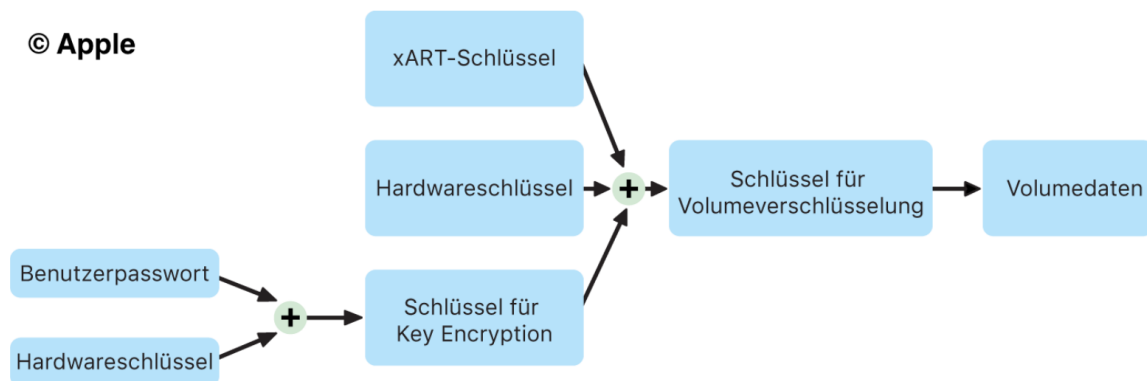 © Apple
xART-Schlüssel
Hardwareschlüssel
+
Schlüssel für
Volumeverschlüsselung
Volumedaten
Benutzerpasswort
+
Hardwareschlüssel
Schlüssel für
Key Encryption